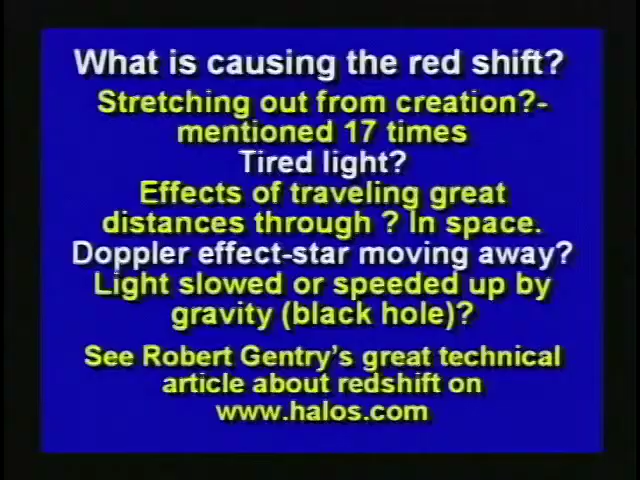 What is causing the red shift?
Stretching out from creation?-
mentioned 17 times
Tired light?
Effects of traveling great
distances through ? In space.
Doppler effect-star moving away?
Light slowed or speeded up by
gravity (black hole)?
See Robert Gentry's great technical
article about redshift on
www.halos.com